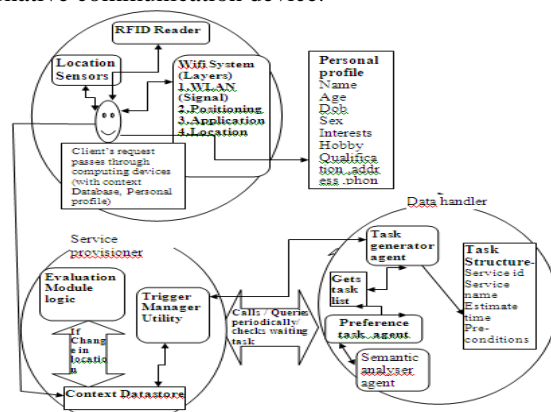 native communication device.
RFID Reader
Location
Sensors
Wifi System
(Layers)
1.WLAN
(Signal)
2.Positioning
3.Application
4.Location
Personal
profile
Name
Age
Dob
Sex
Interests
Hobby
Qualifica
tion ,addr
ess ,phon
Client's request
passes through
computing devices
(with context
Database, Personal
profile)
Service
provisioner
Evaluation
Module
logic
Trigger
Manager
Utility
If
Chang
e in
locatio
n
Context Datastore
Calls / Queries
periodically/
checks waiting
task
Data handler
Task
generator
agent
Gets
task
list
Preference
task agent
Semantic
analyser
agent
Task
Structure-
Service id
Service
name
Estimate
time
Pre-
conditions